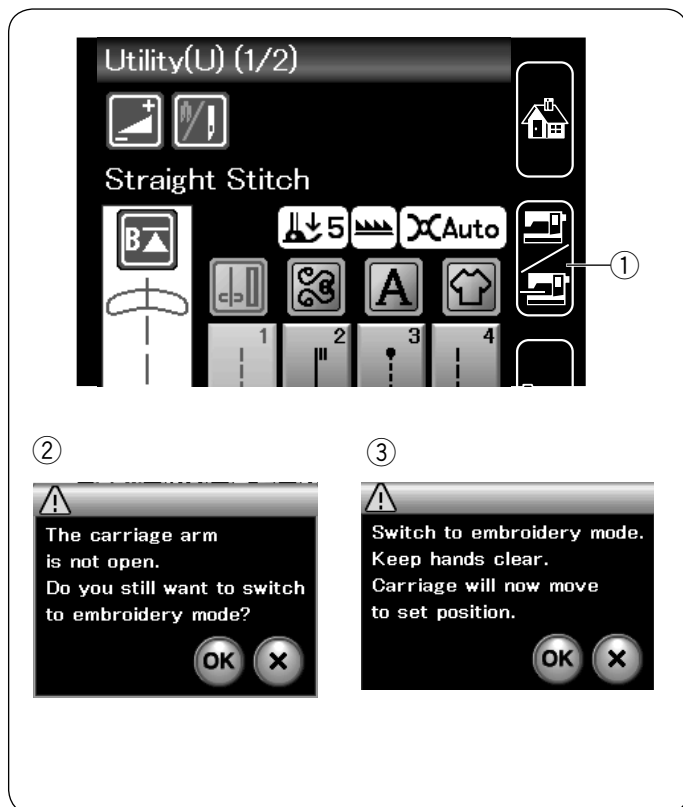 Utility(U) (1/2)
Straight Stitch
B
5
Auto
A
1 2 3 4
①
②
③
The carriage arm
is not open.
Do you still want to switch
to embroidery mode?
OK ×
Switch to embroidery mode.
Keep hands clear.
Carriage will now move
to set position.
OK ×